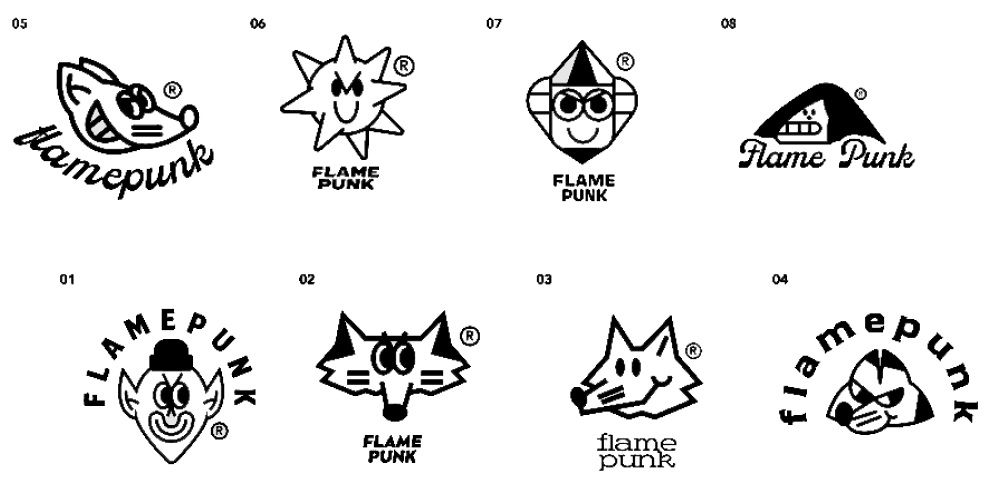 05
flamepunk
®
06
®
FLAME
PUNK
07
®
FLAME
PUNK
08
®
Flame Punk
01
FLAMEPUNK
®
02
®
FLAME
PUNK
03
®
flame
punk
04
flamepunk